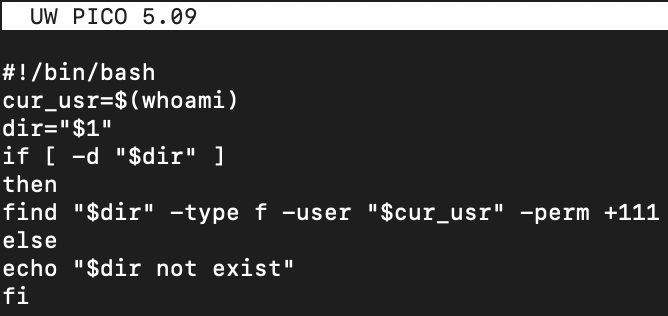 UW PICO 5.09
#!/bin/bash
cur_usr=$(whoami)
dir="$1"
if [ -d "$dir" ]
then
find "$dir" -type f -user "$cur_usr" -perm +111
else
echo "$dir not exist"
fi